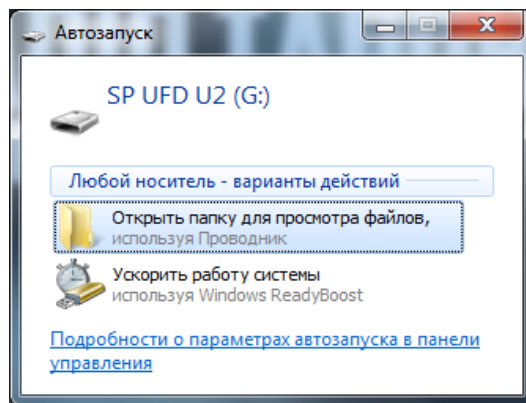 Автозапуск
SP UFD U2 (G:)
Любой носитель - варианты действий
Открыть папку для просмотра файлов,
используя Проводник
Ускорить работу системы
используя Windows ReadyBoost
Подробности о параметрах автозапуска в панели
управления